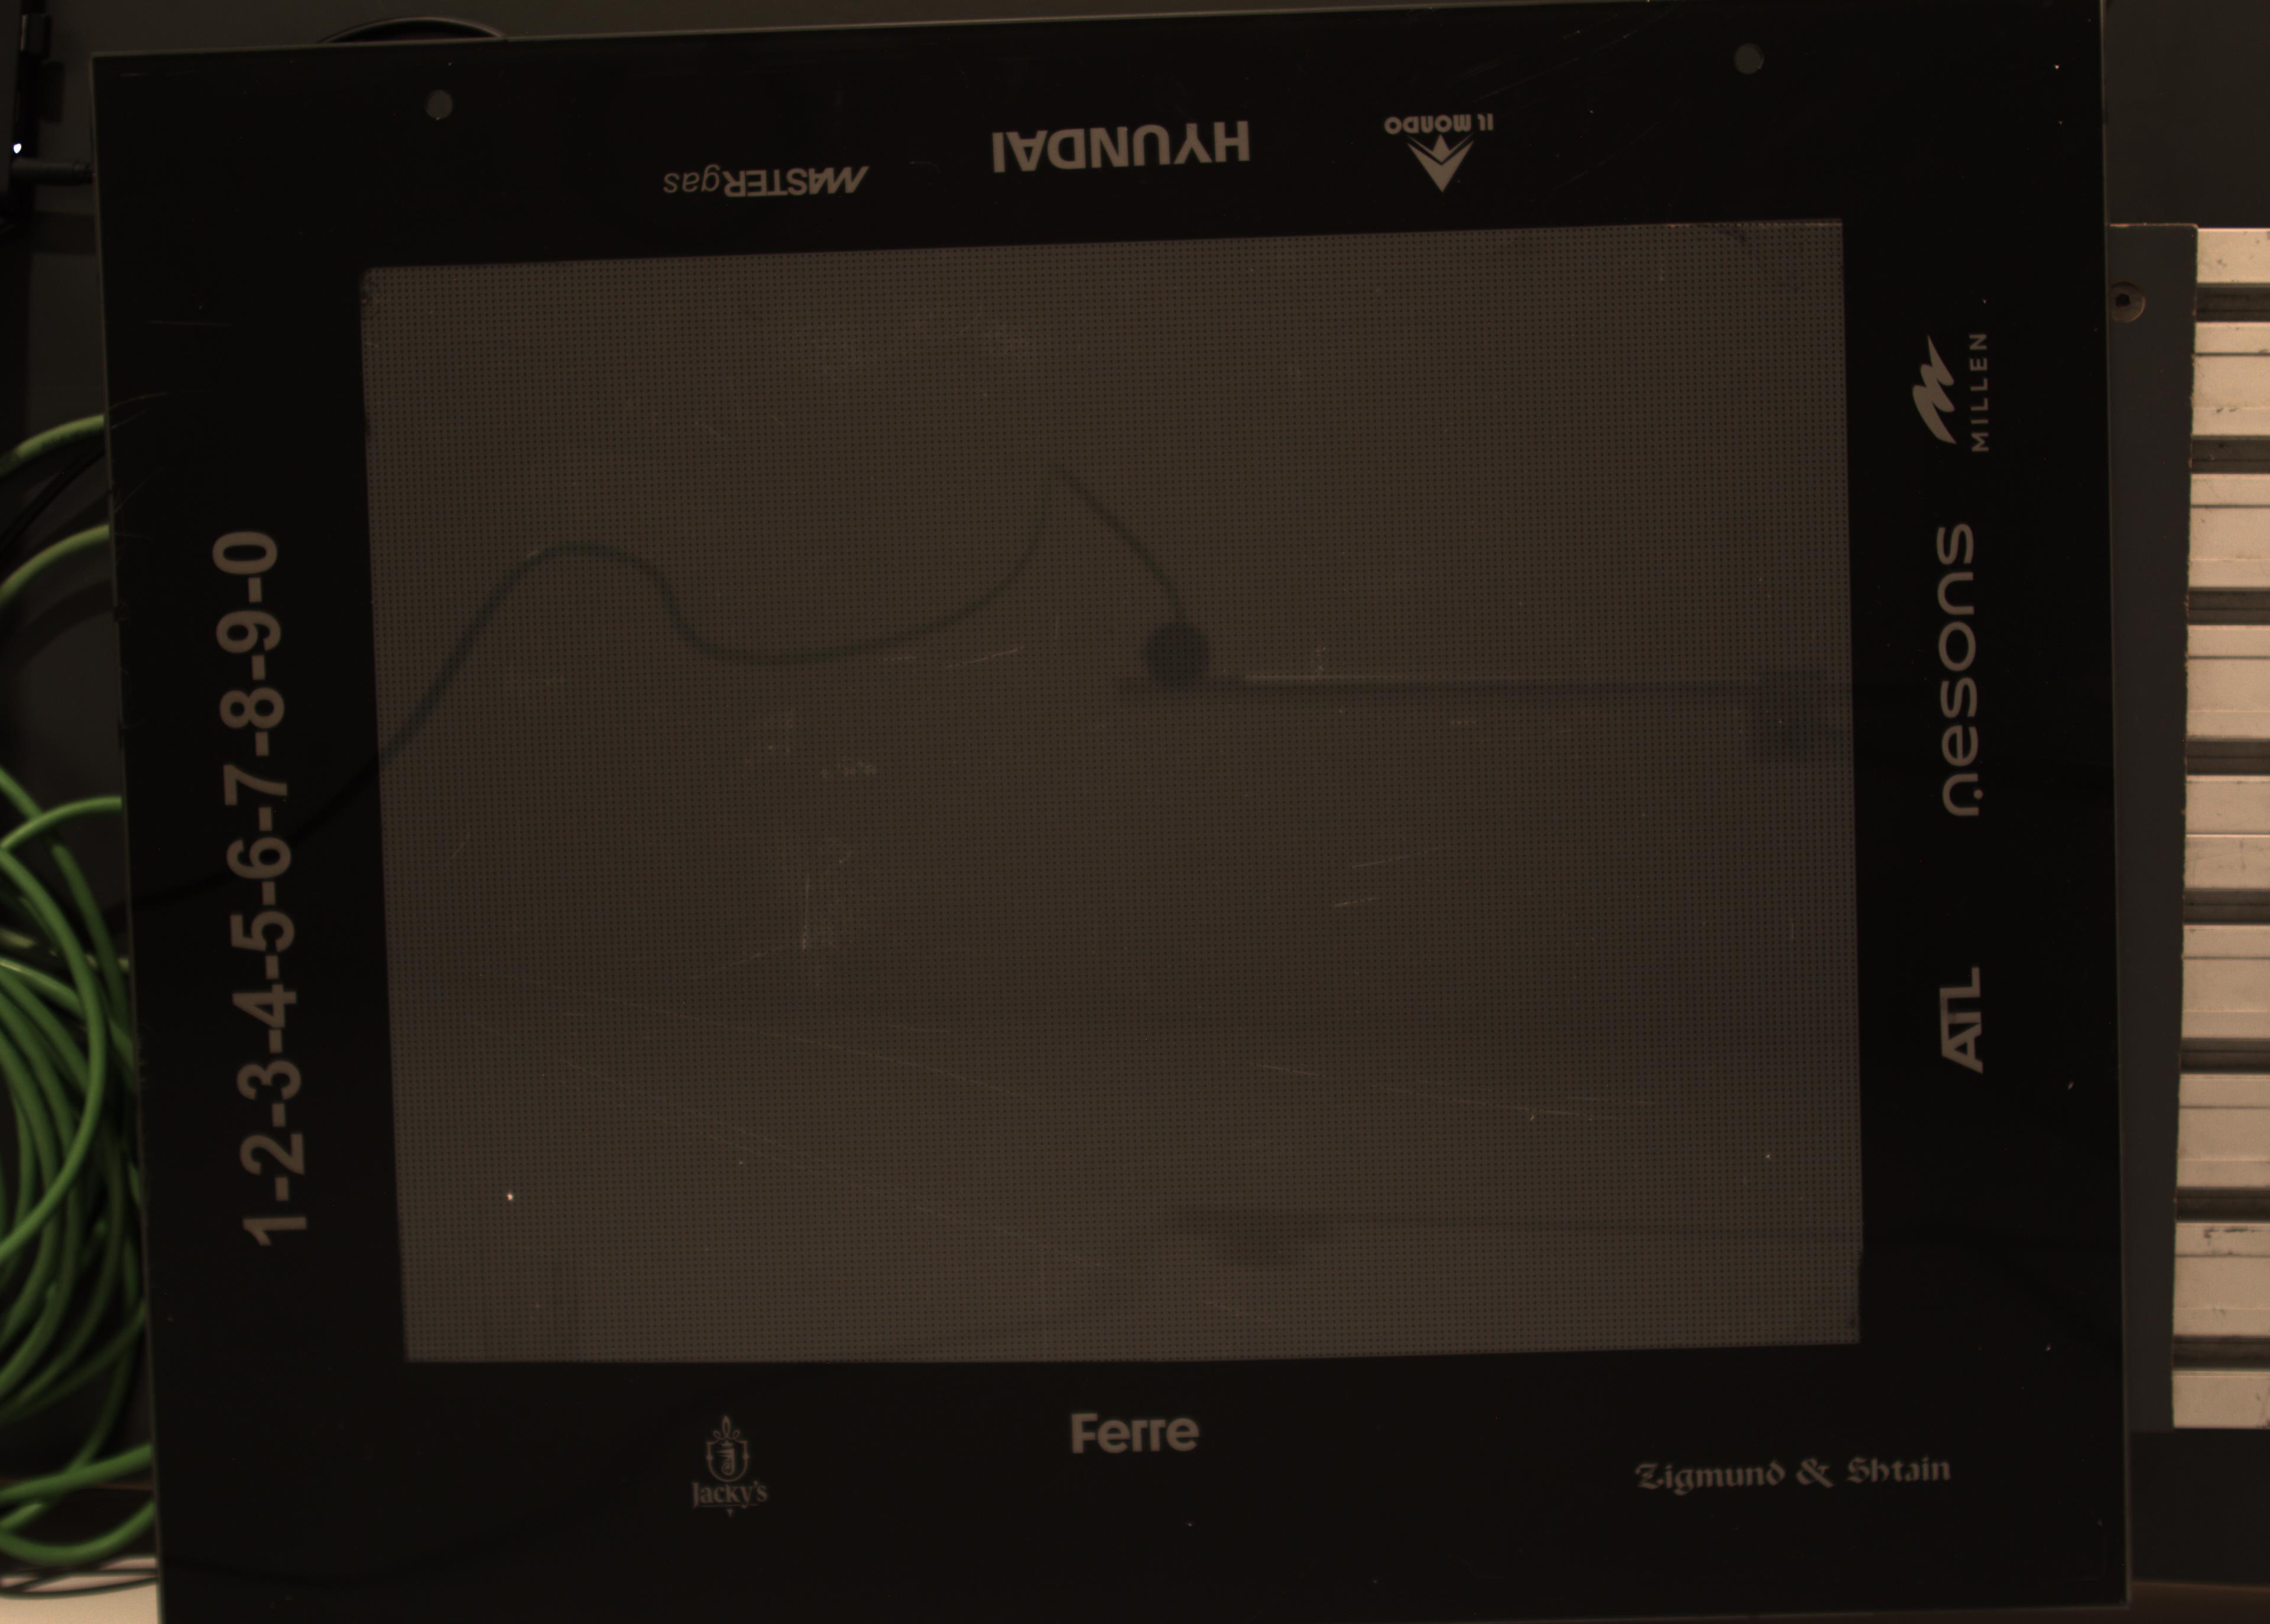 MASTERgas
HYUNDAI
IL MONDO
MILLEN
nesons
ATL
1-2-3-4-5-6-7-8-9-0
Jacky's
Ferre
Zigmund & Shtain